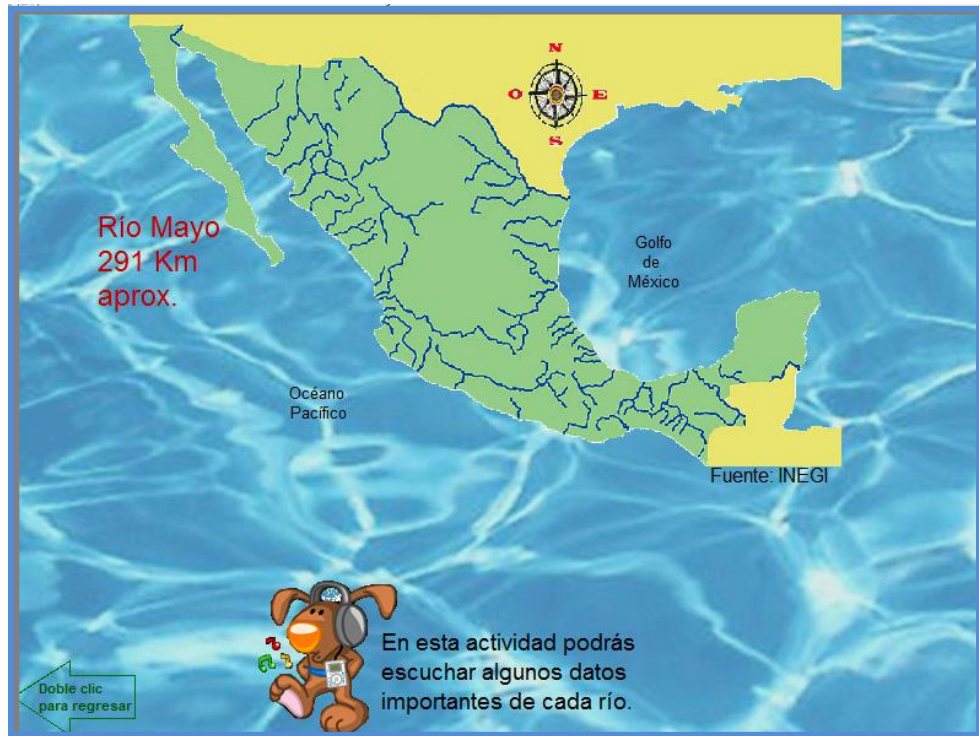 N
O E
S
Río Mayo
291 Km
aprox.
Golfo
de
México
Océano
Pacífico
Fuente: INEGI
En esta actividad podrás
escuchar algunos datos
importantes de cada río.
Doble clic
para regresar